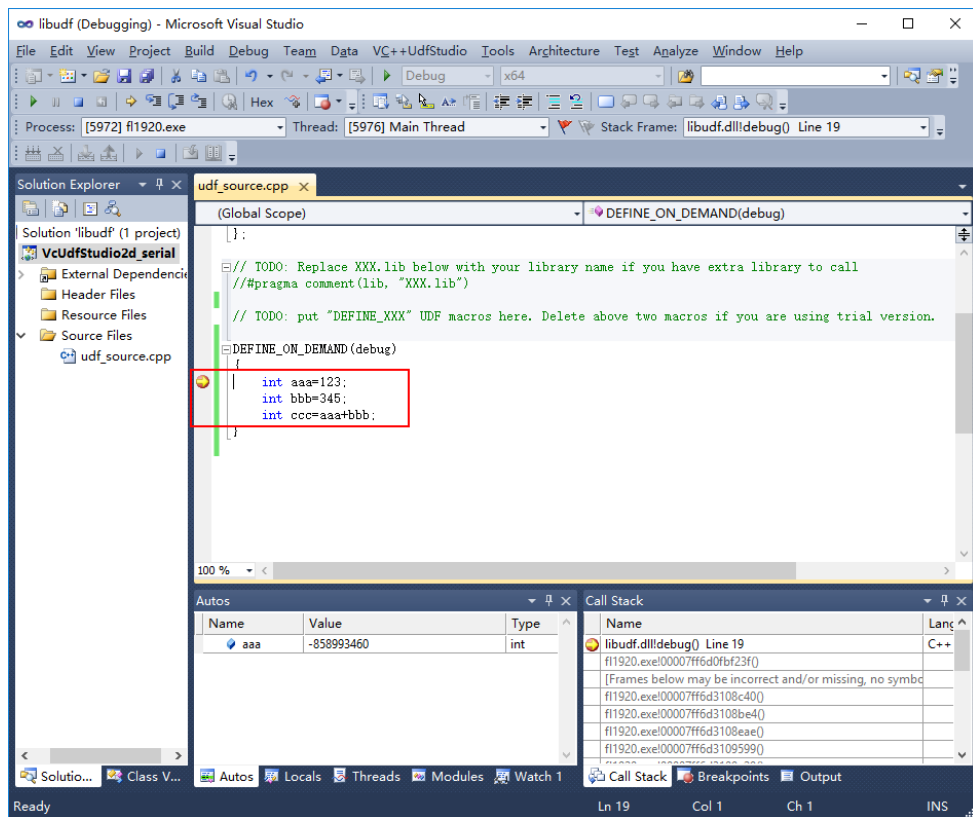 libudf (Debugging) - Microsoft Visual Studio
File Edit View Project Build Debug Team Data VC++UdfStudio Tools Architecture Test Analyze Window Help
Debug x64
Hex
Process: [5972] fl1920.exe Thread: [5976] Main Thread Stack Frame: libudf.dll!debug() Line 19
Solution Explorer
udf_source.cpp
(Global Scope) DEFINE_ON_DEMAND(debug)
Solution 'libudf' (1 project)
VcUdfStudio2d_serial
External Dependencie
Header Files
Resource Files
Source Files
udf_source.cpp
};
// TODO: Replace XXX.lib below with your library name if you have extra library to call
//#pragma comment(lib, "XXX.lib")
// TODO: put "DEFINE_XXX" UDF macros here. Delete above two macros if you are using trial version.
DEFINE_ON_DEMAND(debug)
{
int aaa=123;
int bbb=345;
int ccc=aaa+bbb;
}
100 %
Autos
Name Value Type
aaa -858993460 int
Call Stack
Name Lang
libudf.dll!debug() Line 19 C++
fl1920.exe!00007ff6d0fbf23f()
[Frames below may be incorrect and/or missing, no symbo
fl1920.exe!00007ff6d3108c40()
fl1920.exe!00007ff6d3108be4()
fl1920.exe!00007ff6d3108eae()
fl1920.exe!00007ff6d3109599()
Solutio... Class V...
Autos Locals Threads Modules Watch 1
Call Stack Breakpoints Output
Ready Ln 19 Col 1 Ch 1 INS